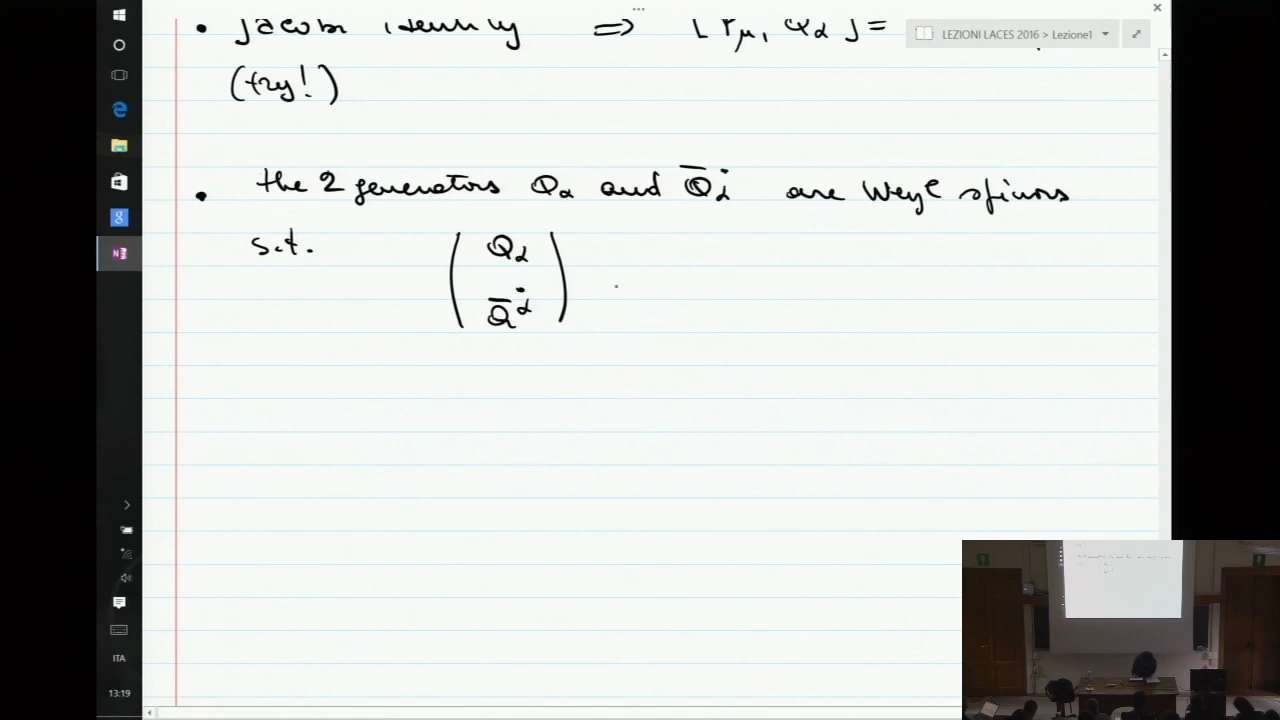 • Jacobi identity ⟹ [Pμ, Qα] =
LEZIONI LACES 2016 > Lezione1
(try!)
• the 2 generators Qα and Q̄α̇ are Weyl spinors
s.t. ( Qα
Q̄^α̇ )
ITA
13:19